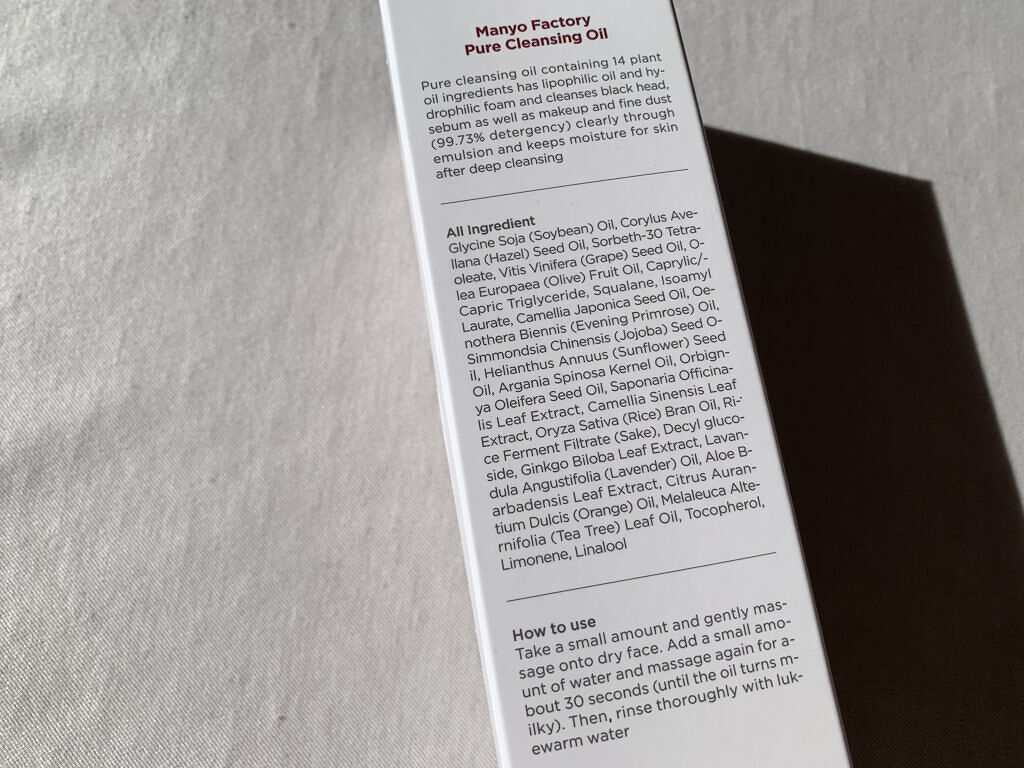 Manyo Factory
Pure Cleansing Oil
Pure cleansing oil containing 14 plant
oil ingredients has lipophilic oil and hy-
drophilic foam and cleanses black head,
sebum as well as makeup and fine dust
(99.73% detergency) clearly through
emulsion and keeps moisture for skin
after deep cleansing
All Ingredient
Glycine Soja (Soybean) Oil, Corylus Ave-
llana (Hazel) Seed Oil, Sorbeth-30 Tetra-
oleate, Vitis Vinifera (Grape) Seed Oil, O-
lea Europaea (Olive) Fruit Oil, Caprylic/-
Capric Triglyceride, Squalane, Isoamyl
Laurate, Camellia Japonica Seed Oil, Oe-
nothera Biennis (Evening Primrose) Oil,
Simmondsia Chinensis (Jojoba) Seed O-
il, Helianthus Annuus (Sunflower) Seed
Oil, Argania Spinosa Kernel Oil, Orbign-
ya Oleifera Seed Oil, Saponaria Officina-
lis Leaf Extract, Camellia Sinensis Leaf
Extract, Oryza Sativa (Rice) Bran Oil, Ri-
ce Ferment Filtrate (Sake), Decyl gluco-
side, Ginkgo Biloba Leaf Extract, Lavan-
dula Angustifolia (Lavender) Oil, Aloe B-
arbadensis Leaf Extract, Citrus Auran-
tium Dulcis (Orange) Oil, Melaleuca Alte-
rnifolia (Tea Tree) Leaf Oil, Tocopherol,
Limonene, Linalool
How to use
Take a small amount and gently mas-
sage onto dry face. Add a small amo-
unt of water and massage again for a-
bout 30 seconds (until the oil turns m-
ilky). Then, rinse thoroughly with luk-
ewarm water